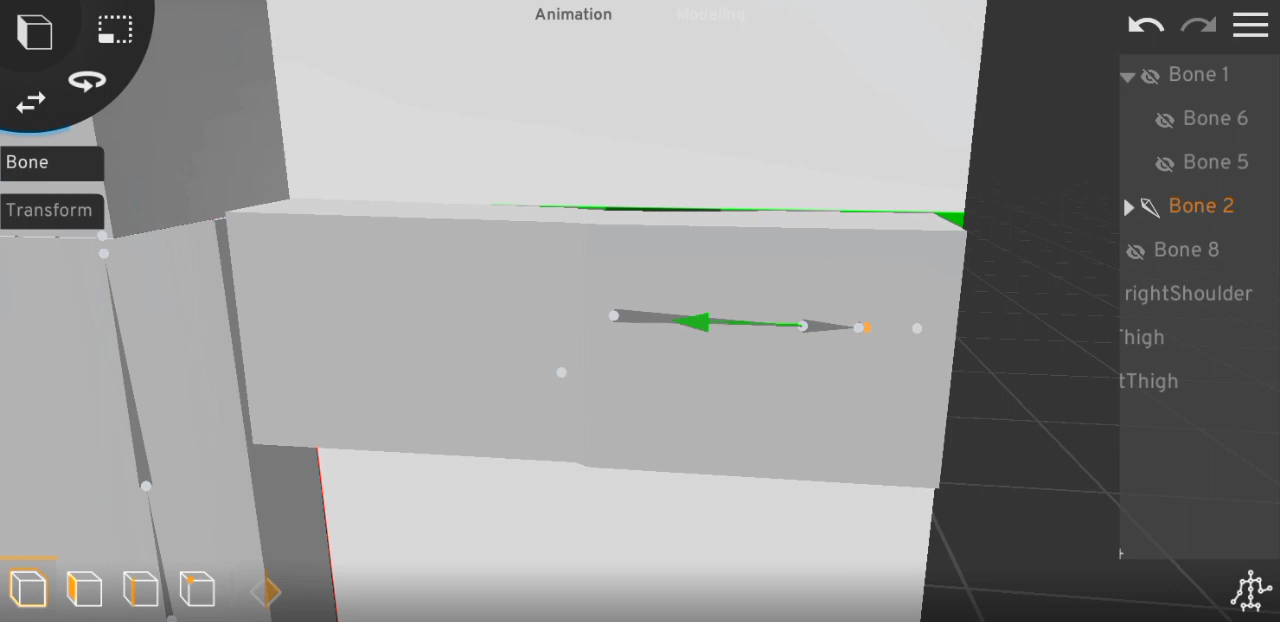 Animation
Modeling
Bone 1
Bone 6
Bone
Bone 5
Transform
Bone 2
Bone 8
rightShoulder
Thigh
tThigh